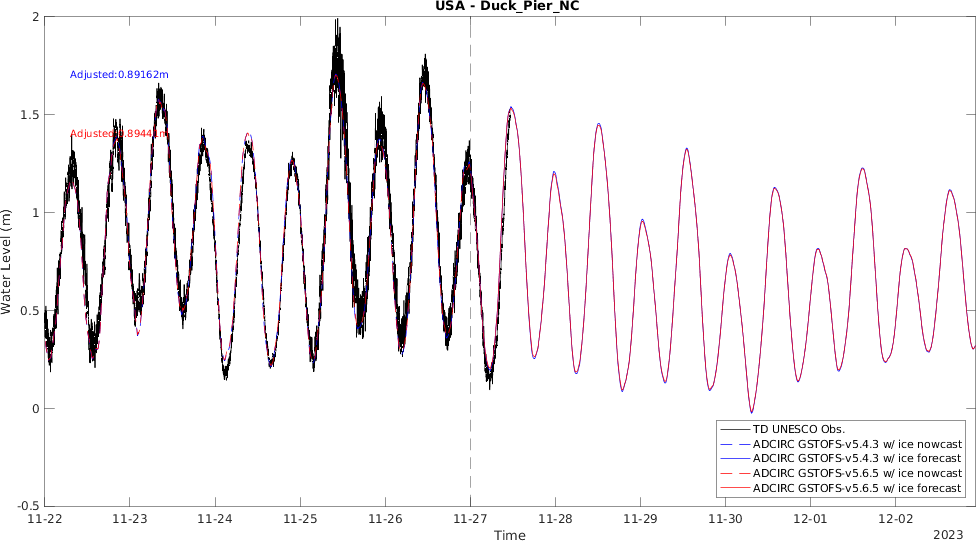 USA - Duck_Pier_NC
2
1.5
1
0.5
0
-0.5
Water Level (m)
Adjusted:0.89162m
TD UNESCO Obs.
ADCIRC GSTOFS-v5.4.3 w/ ice nowcast
ADCIRC GSTOFS-v5.4.3 w/ ice forecast
ADCIRC GSTOFS-v5.6.5 w/ ice nowcast
ADCIRC GSTOFS-v5.6.5 w/ ice forecast
11-22 11-23 11-24 11-25 11-26 11-27 11-28 11-29 11-30 12-01 12-02
Time
2023